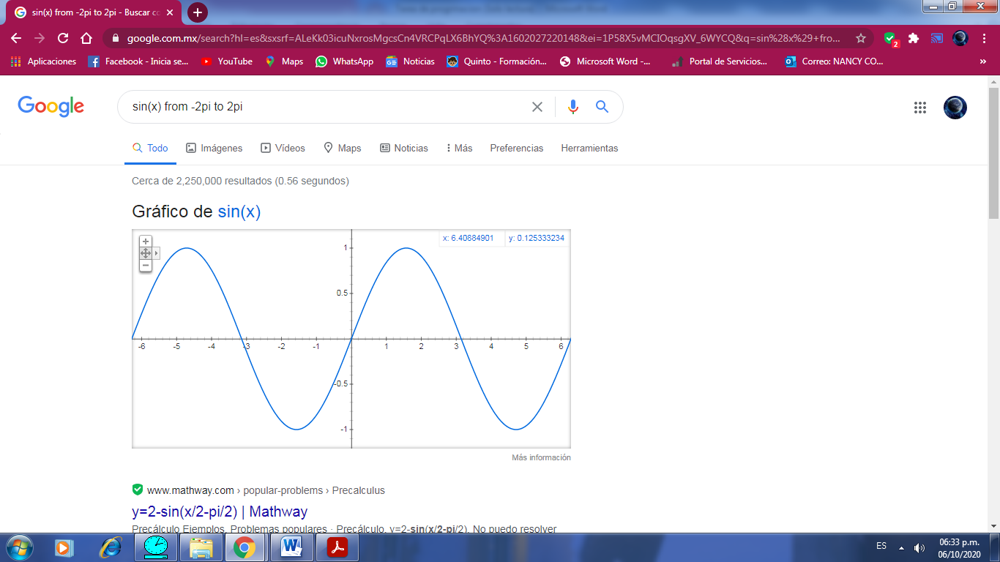 sin(x) from -2pi to 2pi - Buscar co
google.com.mx/search?hl=es&sxsrf=ALeKk03icuNxrosMgcsCn4VRCPqLX6BhYQ%3A1602027220148&ei=1P58X5vMCIOqsgXV_6WYCQ&q=sin%28x%29+fro...
2
Aplicaciones Facebook - Inicia se... YouTube Maps WhatsApp Noticias Quinto - Formación... Microsoft Word -... Portal de Servicios... Correo: NANCY CO... »
Google sin(x) from -2pi to 2pi
Todo Imágenes Vídeos Maps Noticias Más Preferencias Herramientas
Cerca de 2,250,000 resultados (0.56 segundos)
Gráfico de sin(x)
x: 6.40884901 y: 0.125333234
1
0.5
-6 -5 -4 -3 -2 -1 1 2 3 4 5 6
-0.5
-1
Más información
www.mathway.com › popular-problems › Precalculus
y=2-sin(x/2-pi/2) | Mathway
Precálculo Ejemplos. Problemas populares · Precálculo. y=2-sin(x/2-pi/2). No puedo resolver
ES 06:33 p.m.
06/10/2020